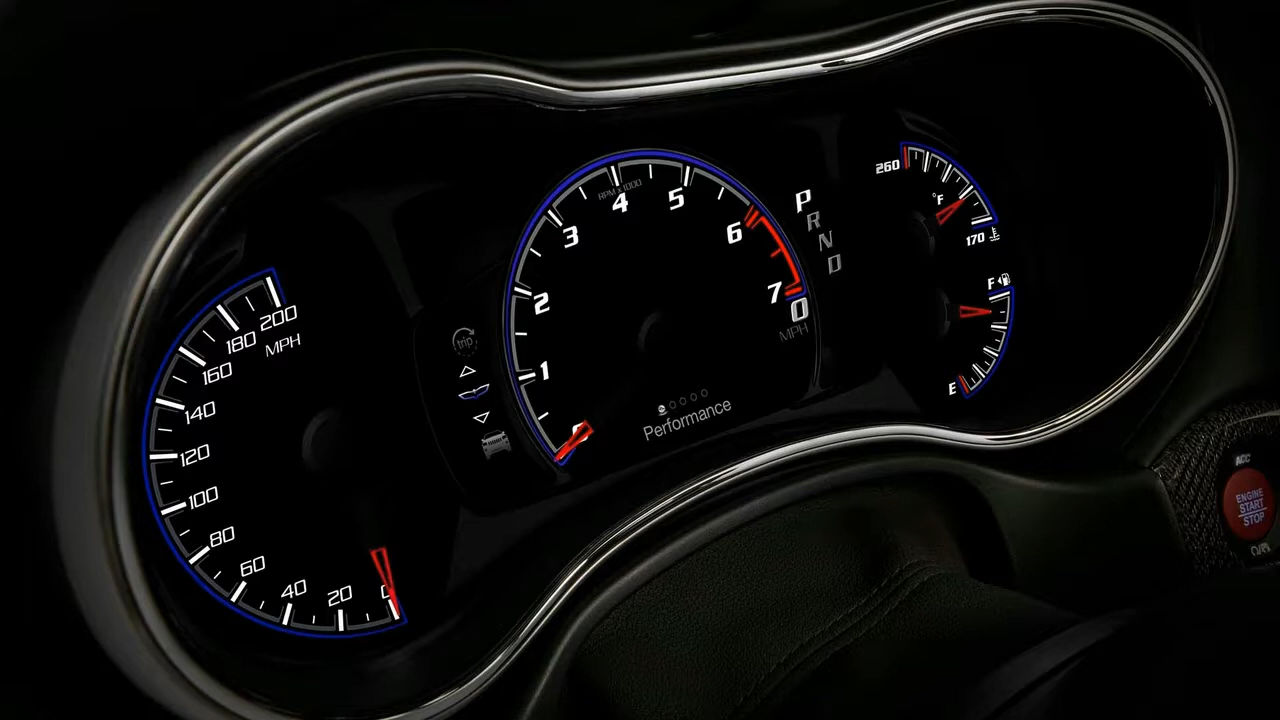 200
180
160
140
120
100
80
60
40
20
0
MPH
trip
RPM x 1000
0
1
2
3
4
5
6
7
0
MPH
Performance
P
R
N
D
260
°F
170
F
E
ACC
ENGINE
START
STOP